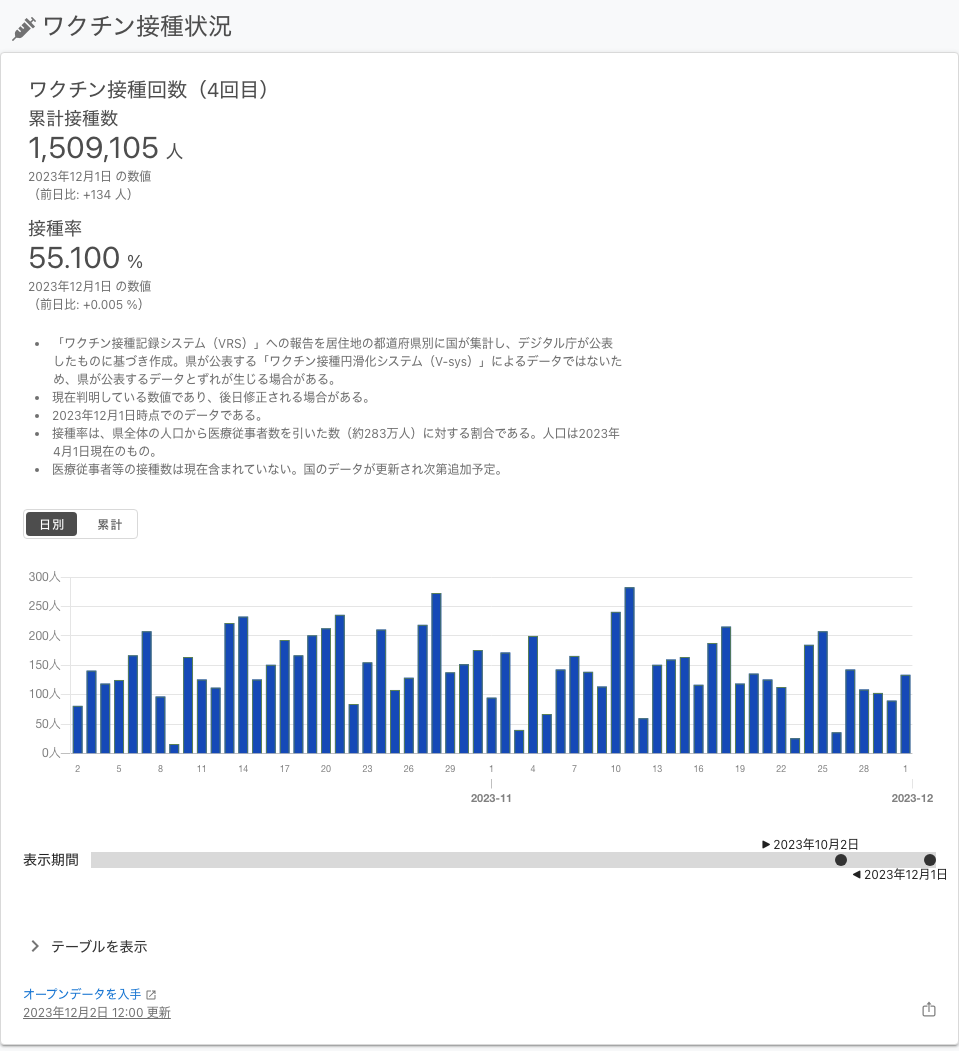 ワクチン接種状況
ワクチン接種回数（4回目）
累計接種数
1,509,105 人
2023年12月1日 の数値
（前日比: +134 人）
接種率
55.100 %
2023年12月1日 の数値
（前日比: +0.005 %）
• 「ワクチン接種記録システム（VRS）」への報告を居住地の都道府県別に国が集計し、デジタル庁が公表
したものに基づき作成。県が公表する「ワクチン接種円滑化システム（V-sys）」によるデータではないた
め、県が公表するデータとずれが生じる場合がある。
• 現在判明している数値であり、後日修正される場合がある。
• 2023年12月1日時点でのデータである。
• 接種率は、県全体の人口から医療従事者数を引いた数（約283万人）に対する割合である。人口は2023年
4月1日現在のもの。
• 医療従事者等の接種数は現在含まれていない。国のデータが更新され次第追加予定。
日別 累計
300人
250人
200人
150人
100人
50人
0人
2 5 8 11 14 17 20 23 26 29 1 4 7 10 13 16 19 22 25 28 1
2023-11 2023-12
▶ 2023年10月2日
表示期間
◀ 2023年12月1日
テーブルを表示
オープンデータを入手
2023年12月2日 12:00 更新